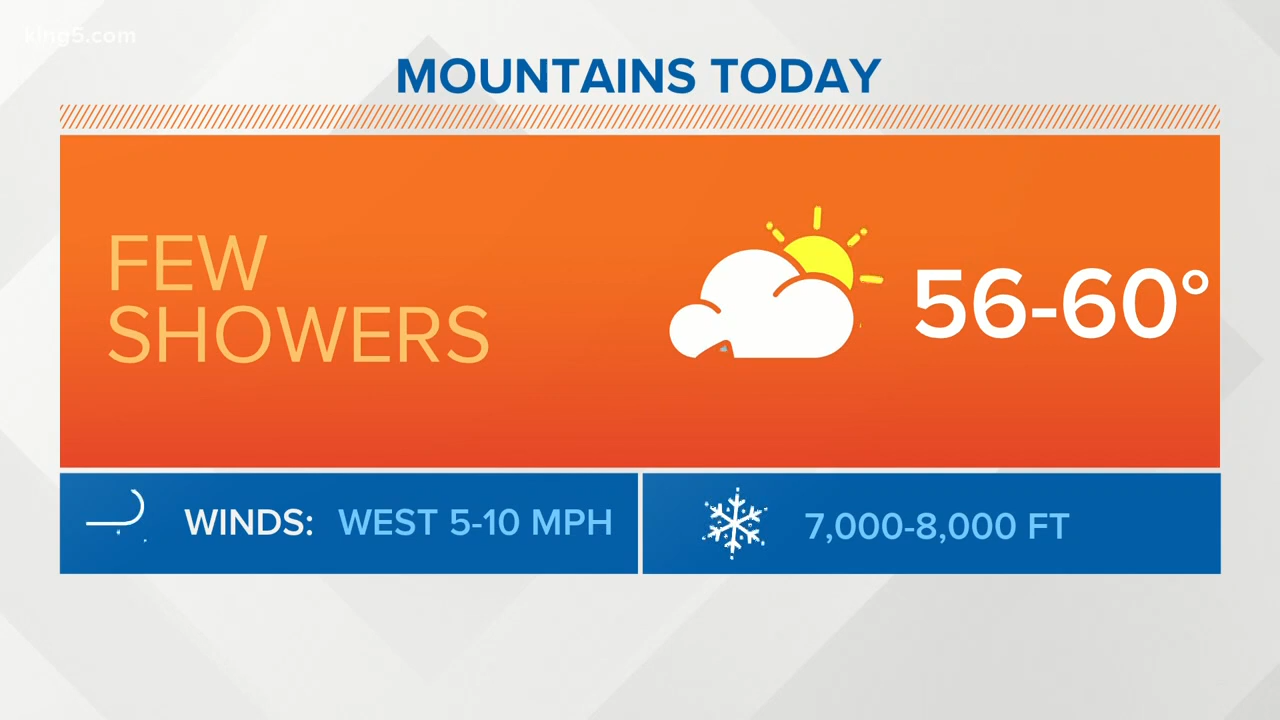 king5.com
MOUNTAINS TODAY
FEW
SHOWERS
56-60°
WINDS: WEST 5-10 MPH
7,000-8,000 FT